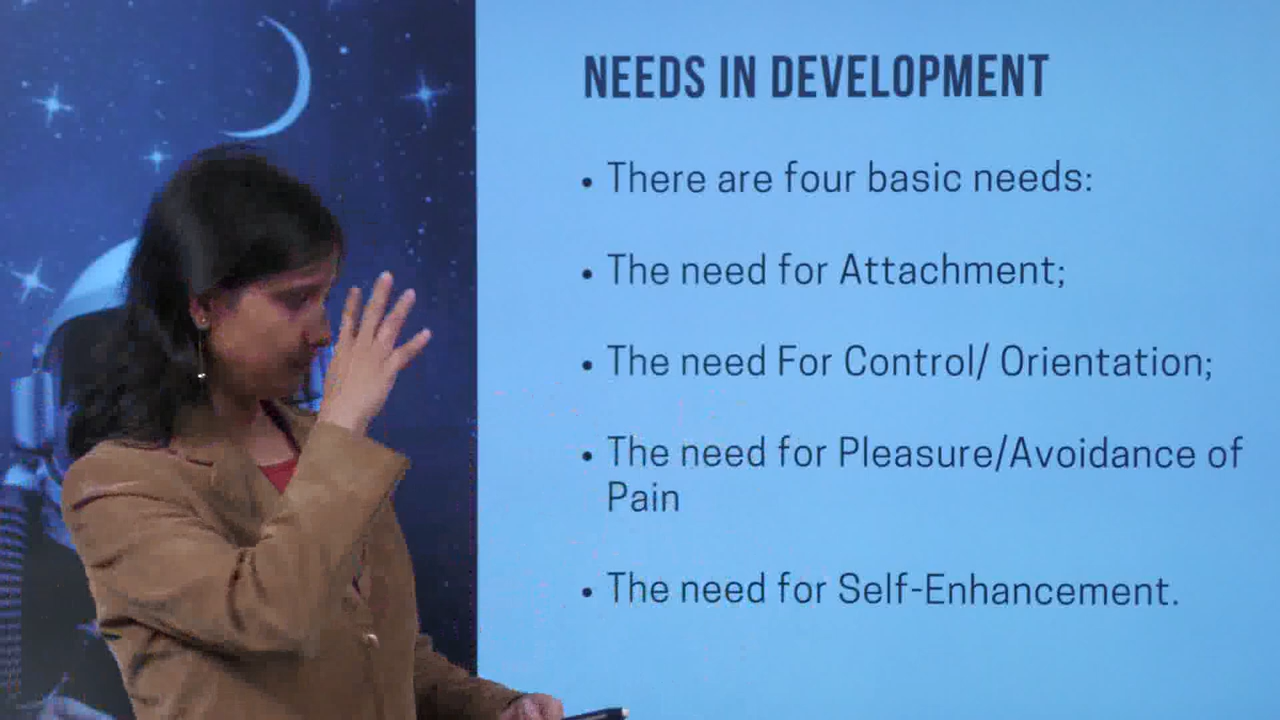 NEEDS IN DEVELOPMENT
• There are four basic needs:
• The need for Attachment;
• The need For Control/ Orientation;
• The need for Pleasure/Avoidance of
Pain
• The need for Self-Enhancement.